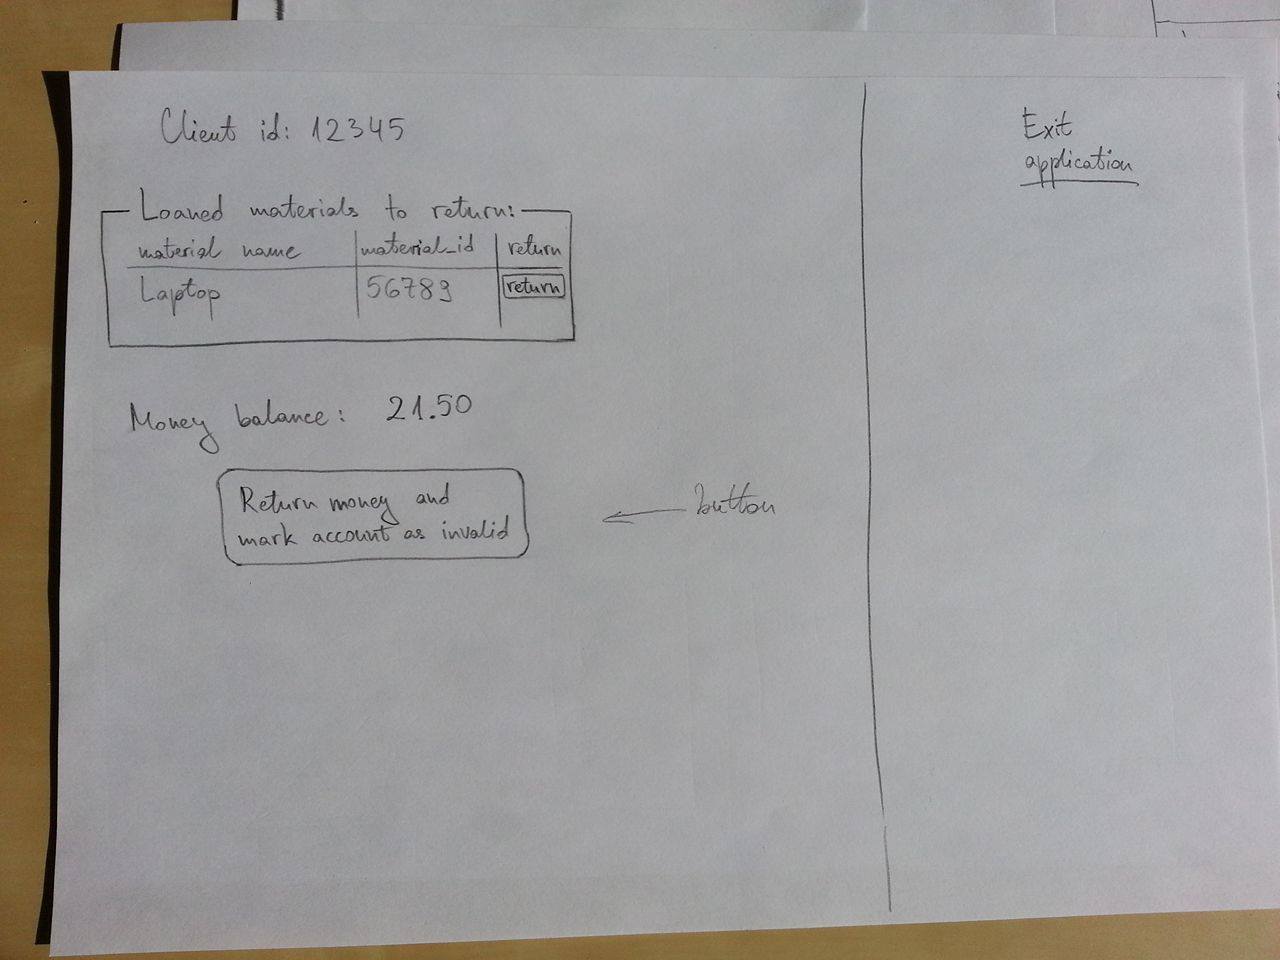 Client id: 12345
Exit
application
Loaned materials to return:
material name material_id return
Laptop 56789 return
Money balance: 21.50
Return money and
mark account as invalid
button